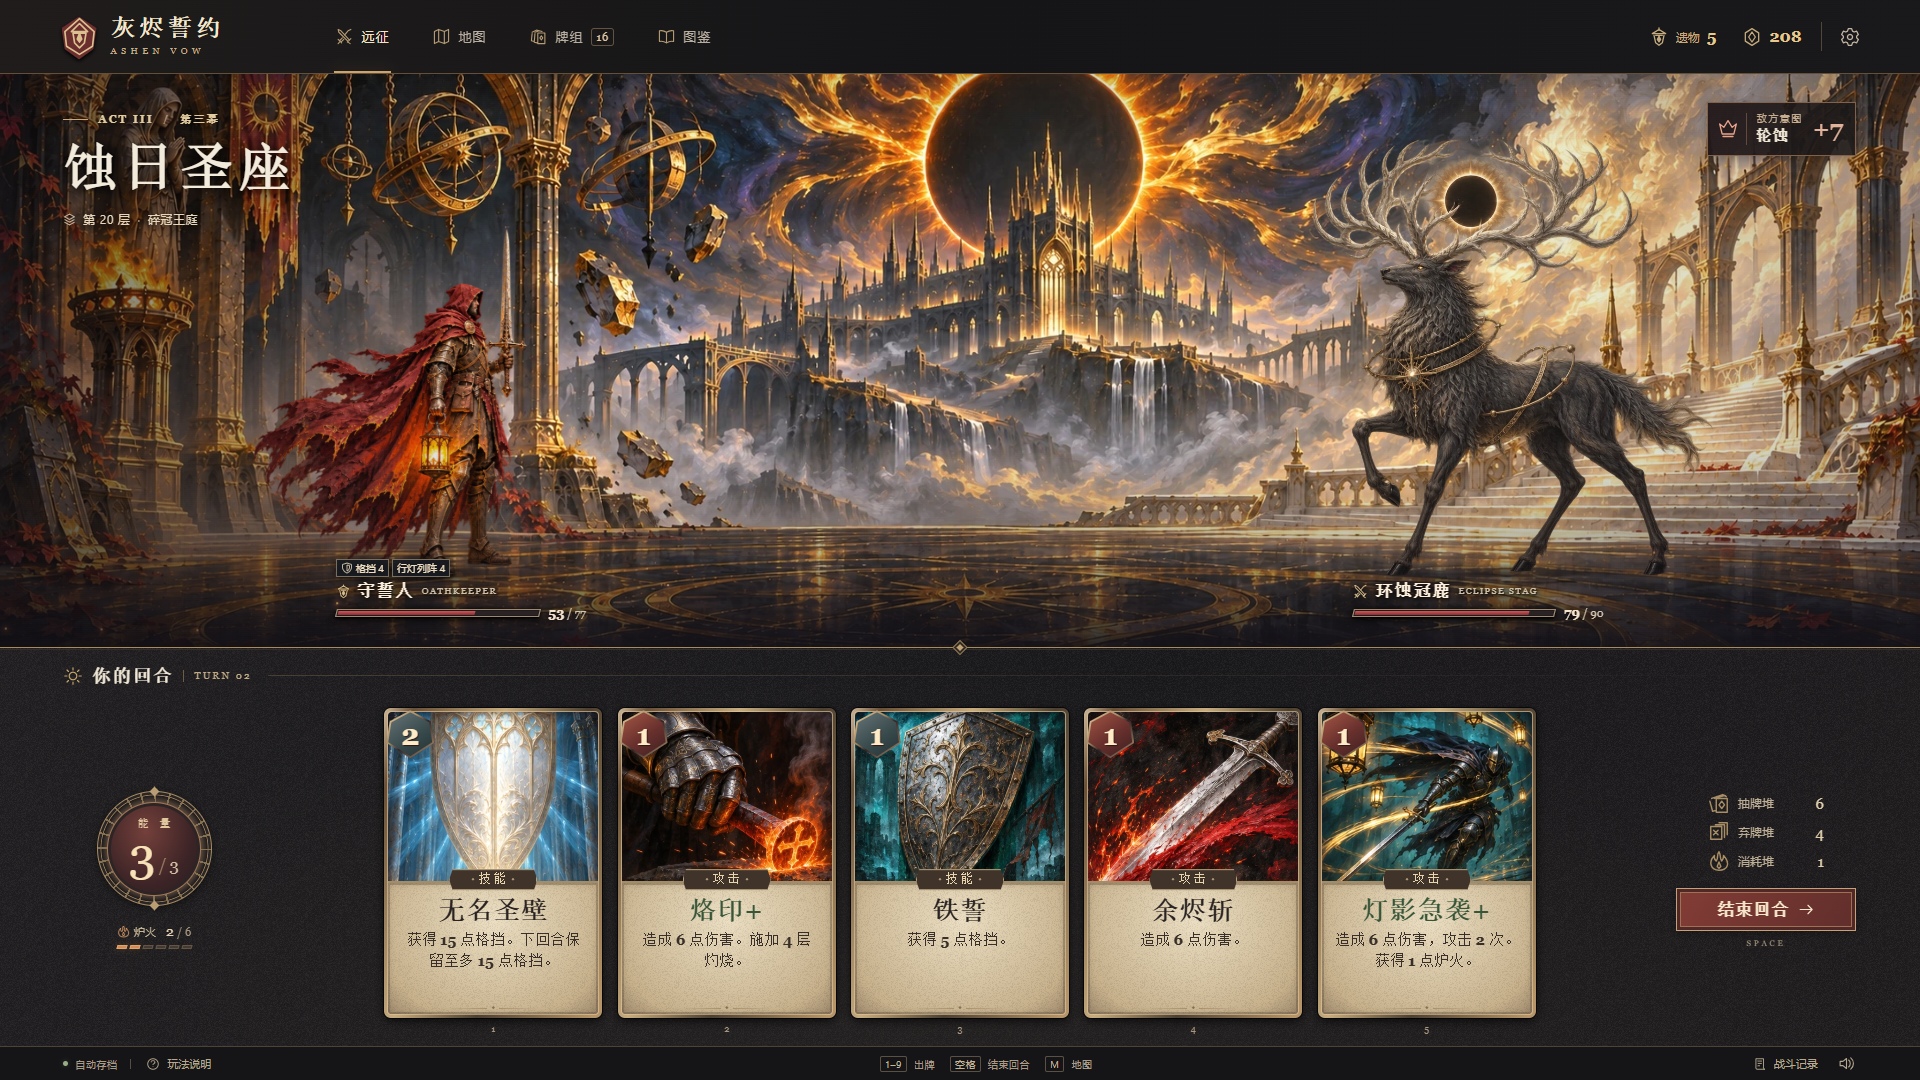 灰烬誓约
ASHEN VOW
远征
地图
牌组 16
图鉴
遗物 5
208
ACT III / 第三幕
蚀日圣座
第 20 层 · 碎冠王庭
敌方意图
轮蚀 +7
格挡 4 行灯列阵 4
守誓人 OATHKEEPER
53 / 77
环蚀冠鹿 ECLIPSE STAG
79 / 90
你的回合 TURN 02
能量
3 / 3
炉火 2 / 6
2
技能
无名圣壁
获得 15 点格挡。下回合保
留至多 15 点格挡。
1
1
攻击
烙印+
造成 6 点伤害。施加 4 层
灼烧。
2
1
技能
铁誓
获得 5 点格挡。
3
1
攻击
余烬斩
造成 6 点伤害。
4
1
攻击
灯影急袭+
造成 6 点伤害，攻击 2 次。
获得 1 点炉火。
5
抽牌堆 6
弃牌堆 4
消耗堆 1
结束回合 →
SPACE
自动存档
玩法说明
1–9 出牌 空格 结束回合 M 地图
战斗记录